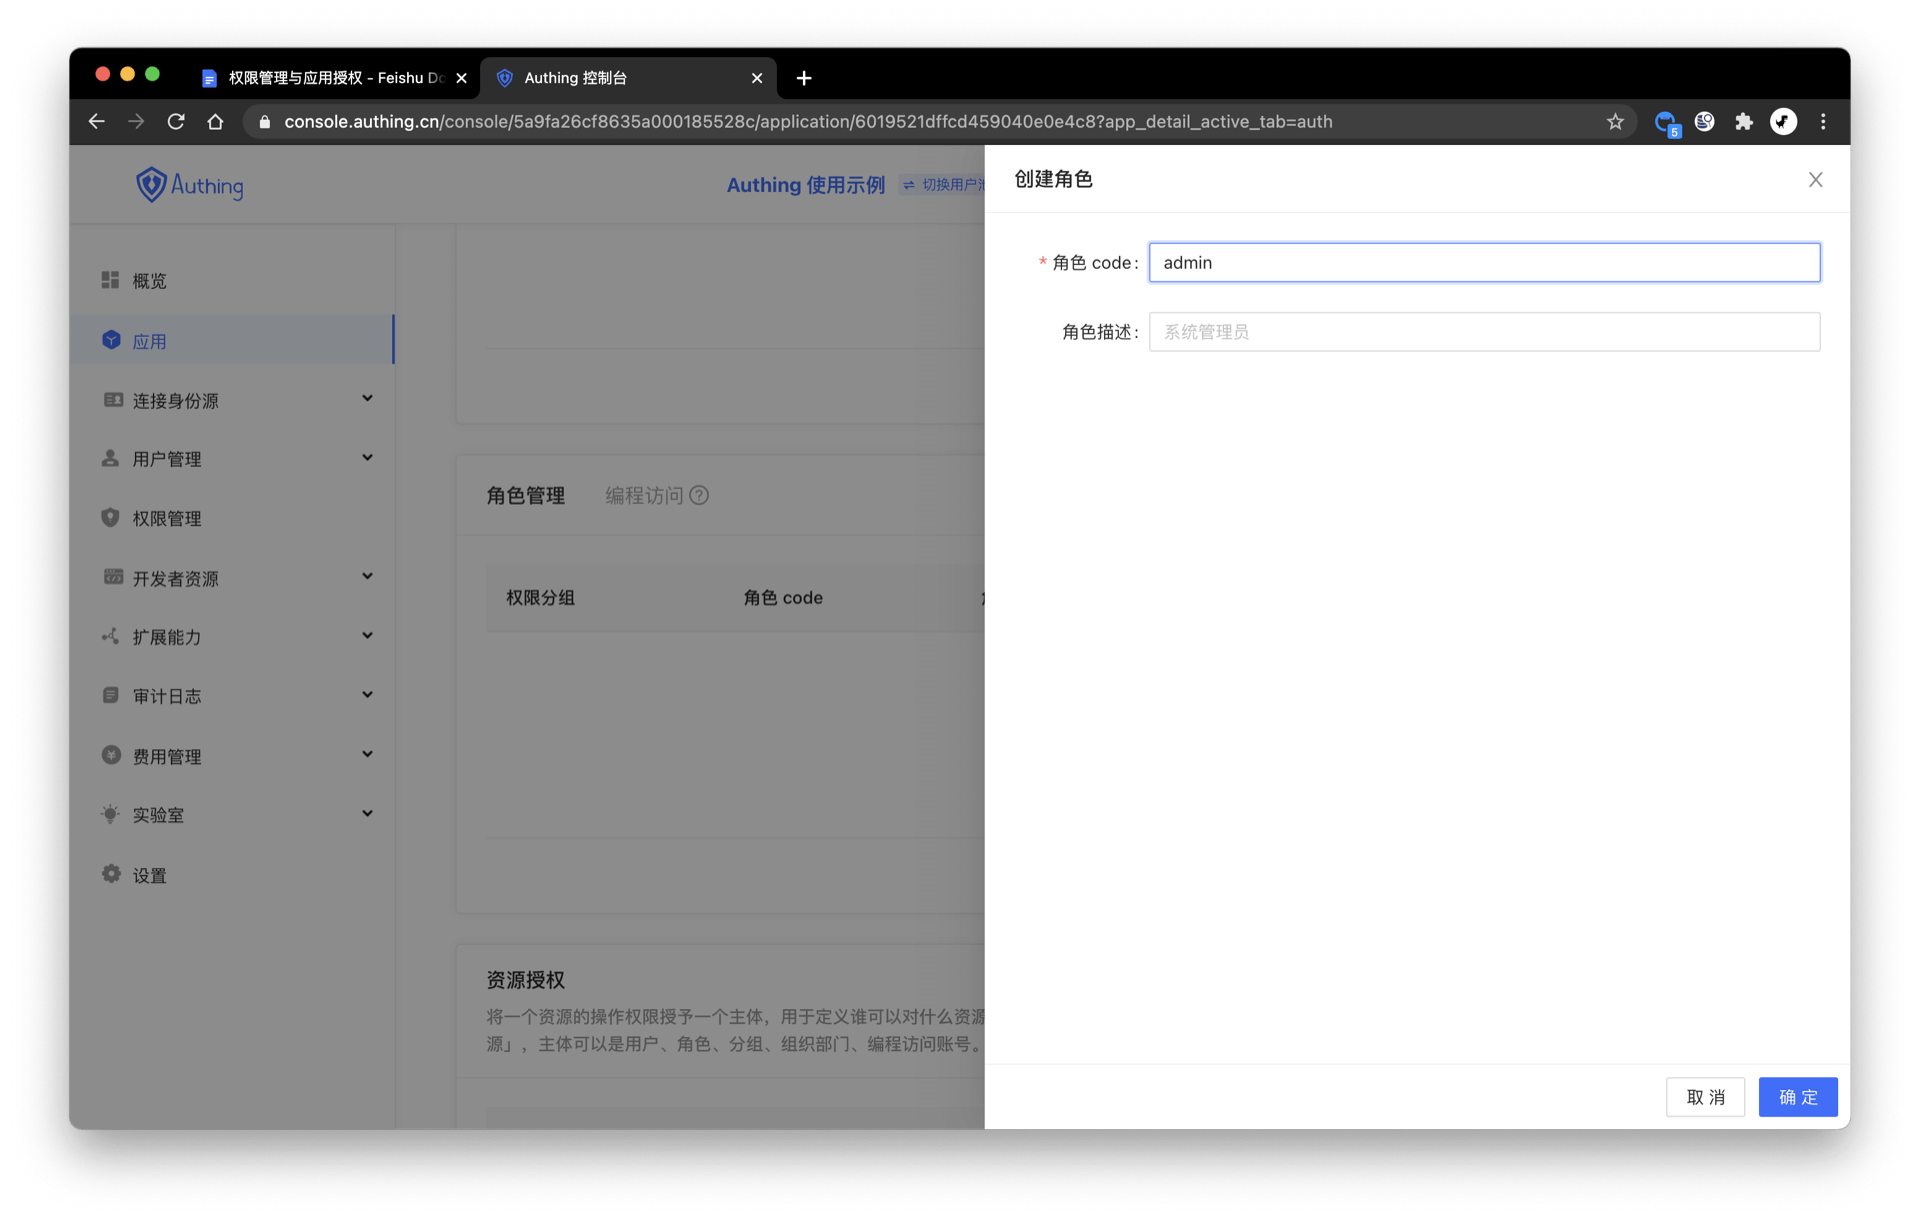 权限管理与应用授权 - Feishu Do
Authing 控制台
console.authing.cn/console/5a9fa26cf8635a000185528c/application/6019521dffcd459040e0e4c8?app_detail_active_tab=auth
5
Authing
Authing 使用示例
切换用户池
创建角色
* 角色 code:
admin
角色描述:
系统管理员
概览
应用
连接身份源
用户管理
权限管理
开发者资源
扩展能力
审计日志
费用管理
实验室
设置
角色管理
编程访问
权限分组
角色 code
资源授权
将一个资源的操作权限授予一个主体，用于定义谁可以对什么资源
源」，主体可以是用户、角色、分组、组织部门、编程访问账号。
取 消
确 定